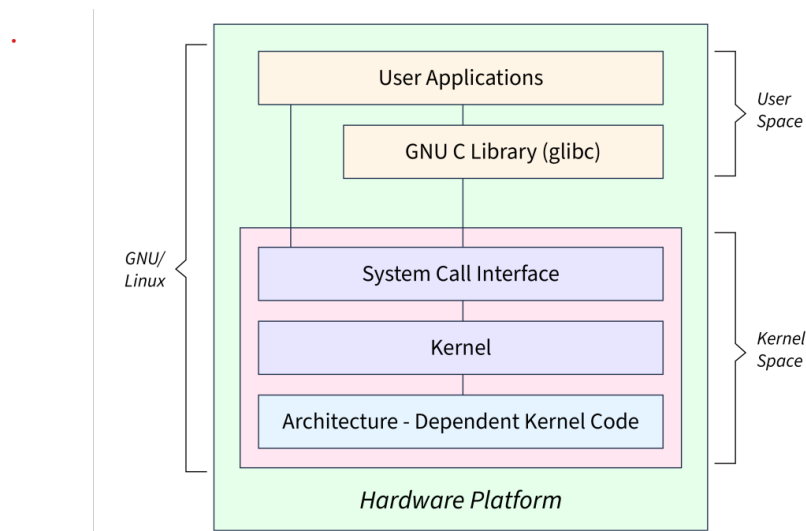 User Applications
User
Space
GNU C Library (glibc)
GNU/
Linux
System Call Interface
Kernel
Kernel
Space
Architecture - Dependent Kernel Code
Hardware Platform